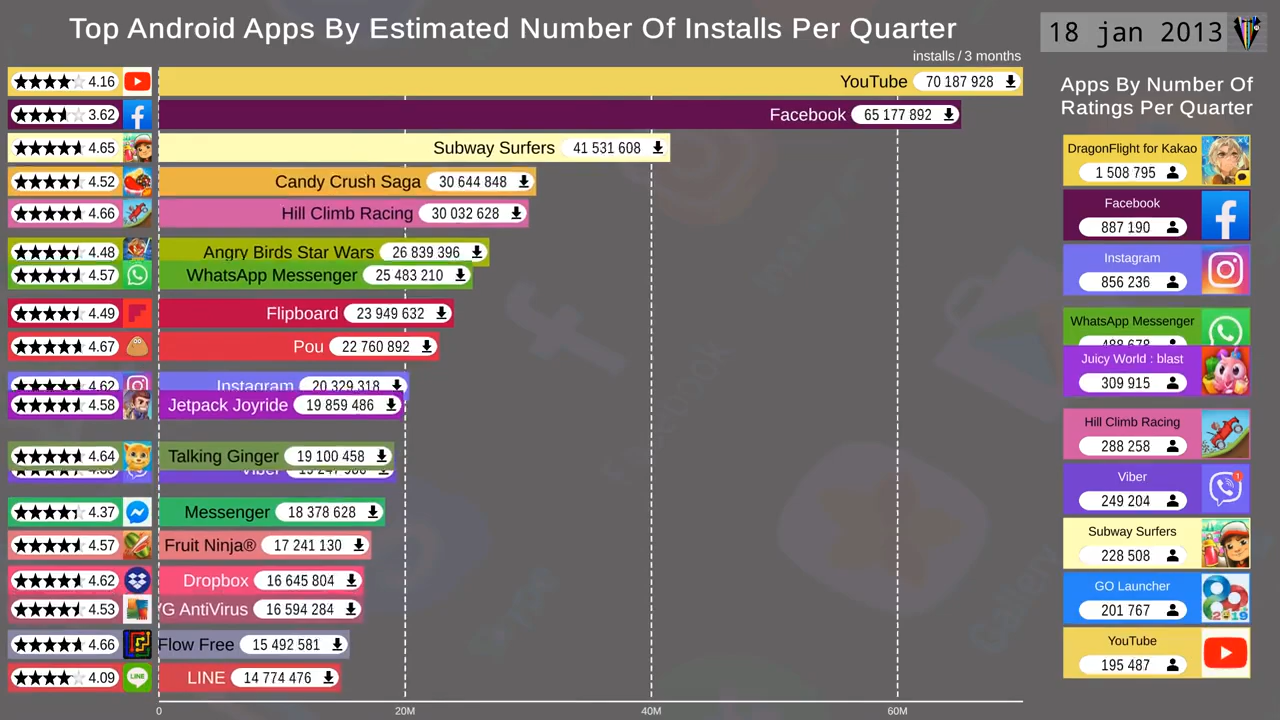 Top Android Apps By Estimated Number Of Installs Per Quarter
18 jan 2013
installs / 3 months
4.16 YouTube 70 187 928
3.62 Facebook 65 177 892
4.65 Subway Surfers 41 531 608
4.52 Candy Crush Saga 30 644 848
4.66 Hill Climb Racing 30 032 628
4.48 Angry Birds Star Wars 26 839 396
4.57 WhatsApp Messenger 25 483 210
4.49 Flipboard 23 949 632
4.67 Pou 22 760 892
4.62 Instagram 20 329 318
4.58 Jetpack Joyride 19 859 486
4.64 Talking Ginger 19 100 458
Viber
4.37 Messenger 18 378 628
4.57 Fruit Ninja® 17 241 130
4.62 Dropbox 16 645 804
4.53 G AntiVirus 16 594 284
4.66 Flow Free 15 492 581
LINE 4.09 LINE 14 774 476
0 20M 40M 60M
Apps By Number Of
Ratings Per Quarter
DragonFlight for Kakao
1 508 795
Facebook
887 190
Instagram
856 236
WhatsApp Messenger
488 678
Juicy World : blast
309 915
Hill Climb Racing
288 258
Viber
249 204
Subway Surfers
228 508
GO Launcher
201 767
YouTube
195 487
facebook
Gallery